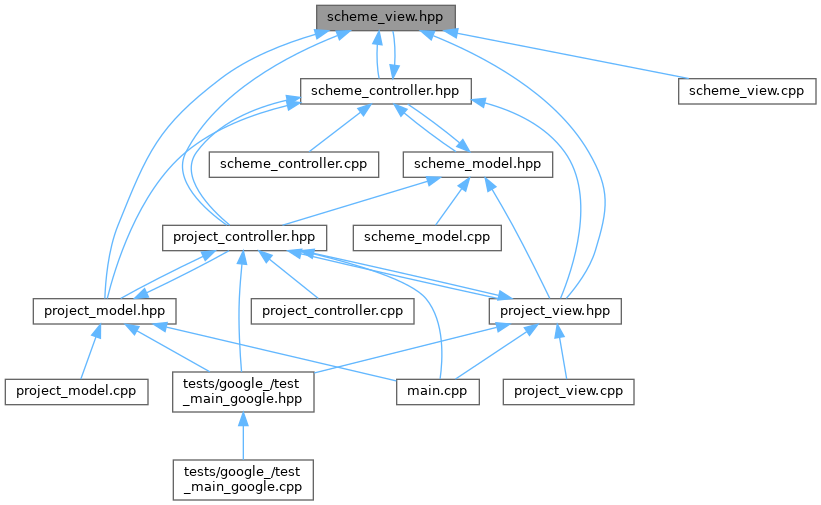 scheme_view.hpp
scheme_controller.hpp
scheme_view.cpp
scheme_controller.cpp
scheme_model.hpp
project_controller.hpp
scheme_model.cpp
project_model.hpp
project_controller.cpp
project_view.hpp
project_model.cpp
tests/google_/test
_main_google.hpp
main.cpp
project_view.cpp
tests/google_/test
_main_google.cpp